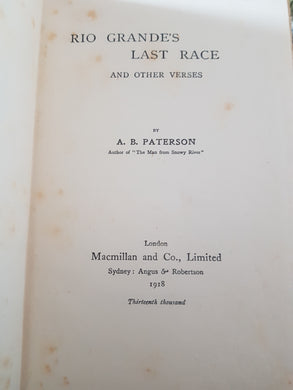 RIO GRANDE'S
LAST RACE
AND OTHER VERSES
BY
A. B. PATERSON
Author of "The Man from Snowy River"
London
Macmillan and Co., Limited
Sydney: Angus & Robertson
1918
Thirteenth thousand